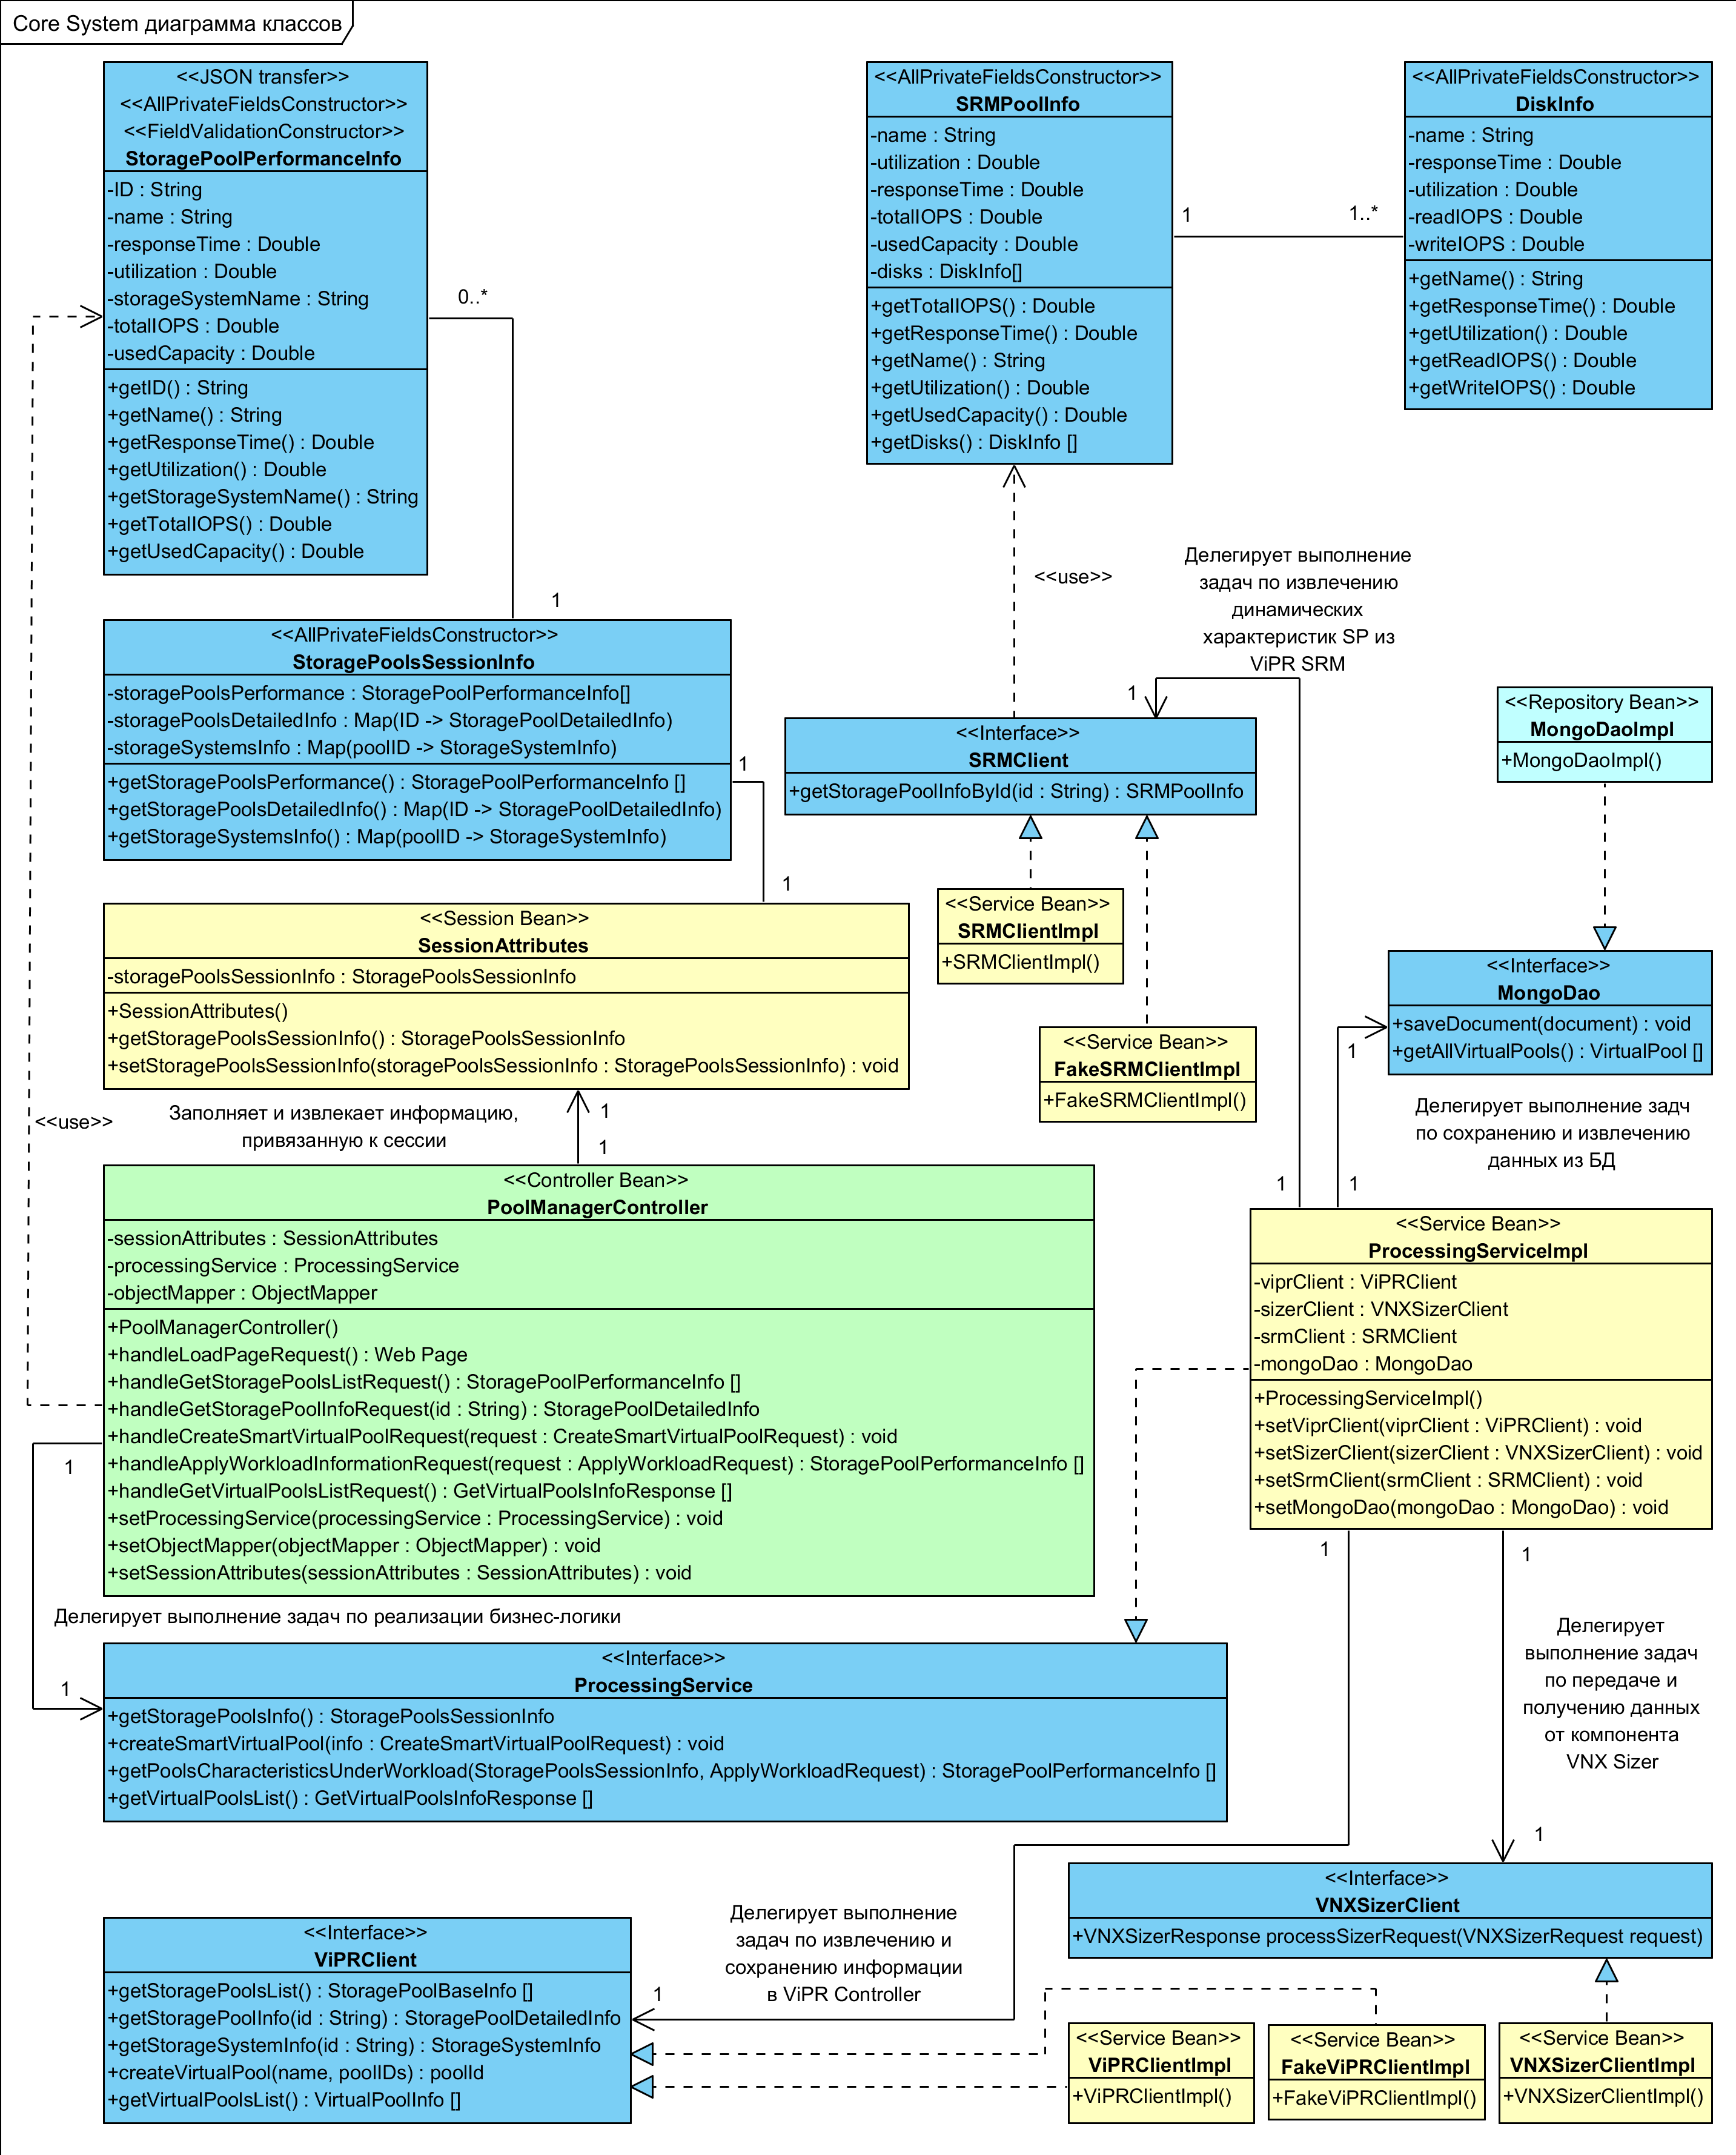 Core System диаграмма классов
<<JSON transfer>>
<<AllPrivateFieldsConstructor>>
<<FieldValidationConstructor>>
StoragePoolPerformanceInfo
-ID : String
-name : String
-responseTime : Double
-utilization : Double
-storageSystemName : String
-totalIOPS : Double
-usedCapacity : Double
+getID() : String
+getName() : String
+getResponseTime() : Double
+getUtilization() : Double
+getStorageSystemName() : String
+getTotalIOPS() : Double
+getUsedCapacity() : Double
0..*
1
<<AllPrivateFieldsConstructor>>
SRMPoolInfo
-name : String
-utilization : Double
-responseTime : Double
-totalIOPS : Double
-usedCapacity : Double
-disks : DiskInfo[]
+getTotalIOPS() : Double
+getResponseTime() : Double
+getName() : String
+getUtilization() : Double
+getUsedCapacity() : Double
+getDisks() : DiskInfo []
1
1..*
<<AllPrivateFieldsConstructor>>
DiskInfo
-name : String
-responseTime : Double
-utilization : Double
-readIOPS : Double
-writeIOPS : Double
+getName() : String
+getResponseTime() : Double
+getUtilization() : Double
+getReadIOPS() : Double
+getWriteIOPS() : Double
<<use>>
Делегирует выполнение
задач по извлечению
динамических
характеристик SP из
ViPR SRM
1
<<AllPrivateFieldsConstructor>>
StoragePoolsSessionInfo
-storagePoolsPerformance : StoragePoolPerformanceInfo[]
-storagePoolsDetailedInfo : Map(ID -> StoragePoolDetailedInfo)
-storageSystemsInfo : Map(poolID -> StorageSystemInfo)
+getStoragePoolsPerformance() : StoragePoolPerformanceInfo []
+getStoragePoolsDetailedInfo() : Map(ID -> StoragePoolDetailedInfo)
+getStorageSystemsInfo() : Map(poolID -> StorageSystemInfo)
1
1
<<Interface>>
SRMClient
+getStoragePoolInfoById(id : String) : SRMPoolInfo
<<Repository Bean>>
MongoDaoImpl
+MongoDaoImpl()
<<Session Bean>>
SessionAttributes
-storagePoolsSessionInfo : StoragePoolsSessionInfo
+SessionAttributes()
+getStoragePoolsSessionInfo() : StoragePoolsSessionInfo
+setStoragePoolsSessionInfo(storagePoolsSessionInfo : StoragePoolsSessionInfo) : void
<<Service Bean>>
SRMClientImpl
+SRMClientImpl()
<<Service Bean>>
FakeSRMClientImpl
+FakeSRMClientImpl()
<<Interface>>
MongoDao
+saveDocument(document) : void
+getAllVirtualPools() : VirtualPool []
1
Делегирует выполнение задч
по сохранению и извлечению
данных из БД
1
1
<<use>>
Заполняет и извлекает информацию,
привязанную к сессии
1
1
<<Controller Bean>>
PoolManagerController
-sessionAttributes : SessionAttributes
-processingService : ProcessingService
-objectMapper : ObjectMapper
+PoolManagerController()
+handleLoadPageRequest() : Web Page
+handleGetStoragePoolsListRequest() : StoragePoolPerformanceInfo []
+handleGetStoragePoolInfoRequest(id : String) : StoragePoolDetailedInfo
+handleCreateSmartVirtualPoolRequest(request : CreateSmartVirtualPoolRequest) : void
+handleApplyWorkloadInformationRequest(request : ApplyWorkloadRequest) : StoragePoolPerformanceInfo []
+handleGetVirtualPoolsListRequest() : GetVirtualPoolsInfoResponse []
+setProcessingService(processingService : ProcessingService) : void
+setObjectMapper(objectMapper : ObjectMapper) : void
+setSessionAttributes(sessionAttributes : SessionAttributes) : void
<<Service Bean>>
ProcessingServiceImpl
-viprClient : ViPRClient
-sizerClient : VNXSizerClient
-srmClient : SRMClient
-mongoDao : MongoDao
+ProcessingServiceImpl()
+setViprClient(viprClient : ViPRClient) : void
+setSizerClient(sizerClient : VNXSizerClient) : void
+setSrmClient(srmClient : SRMClient) : void
+setMongoDao(mongoDao : MongoDao) : void
1
1
1
Делегирует выполнение задач по реализации бизнес-логики
1
<<Interface>>
ProcessingService
+getStoragePoolsInfo() : StoragePoolsSessionInfo
+createSmartVirtualPool(info : CreateSmartVirtualPoolRequest) : void
+getPoolsCharacteristicsUnderWorkload(StoragePoolsSessionInfo, ApplyWorkloadRequest) : StoragePoolPerformanceInfo []
+getVirtualPoolsList() : GetVirtualPoolsInfoResponse []
Делегирует
выполнение задач
по передаче и
получению данных
от компонента
VNX Sizer
1
<<Interface>>
VNXSizerClient
+VNXSizerResponse processSizerRequest(VNXSizerRequest request)
Делегирует выполнение
задач по извлечению и
сохранению информации
в ViPR Controller
1
<<Interface>>
ViPRClient
+getStoragePoolsList() : StoragePoolBaseInfo []
+getStoragePoolInfo(id : String) : StoragePoolDetailedInfo
+getStorageSystemInfo(id : String) : StorageSystemInfo
+createVirtualPool(name, poolIDs) : poolId
+getVirtualPoolsList() : VirtualPoolInfo []
<<Service Bean>>
ViPRClientImpl
+ViPRClientImpl()
<<Service Bean>>
FakeViPRClientImpl
+FakeViPRClientImpl()
<<Service Bean>>
VNXSizerClientImpl
+VNXSizerClientImpl()